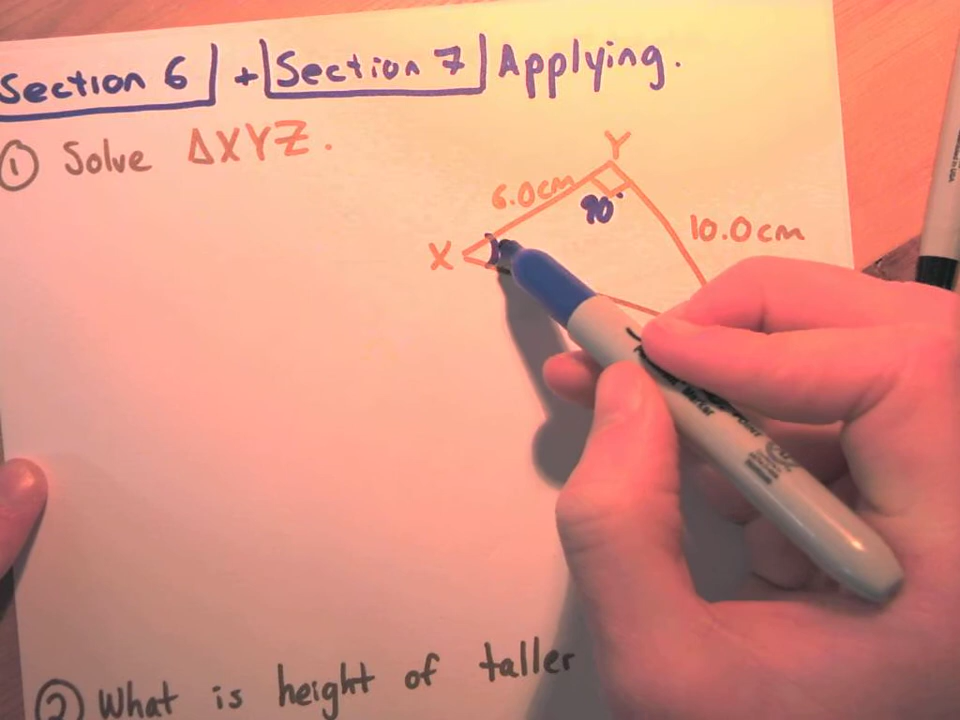 Section 6 + Section 7 Applying.
① Solve ΔXYZ.
Y
6.0cm
90°
X
10.0cm
② What is height of taller